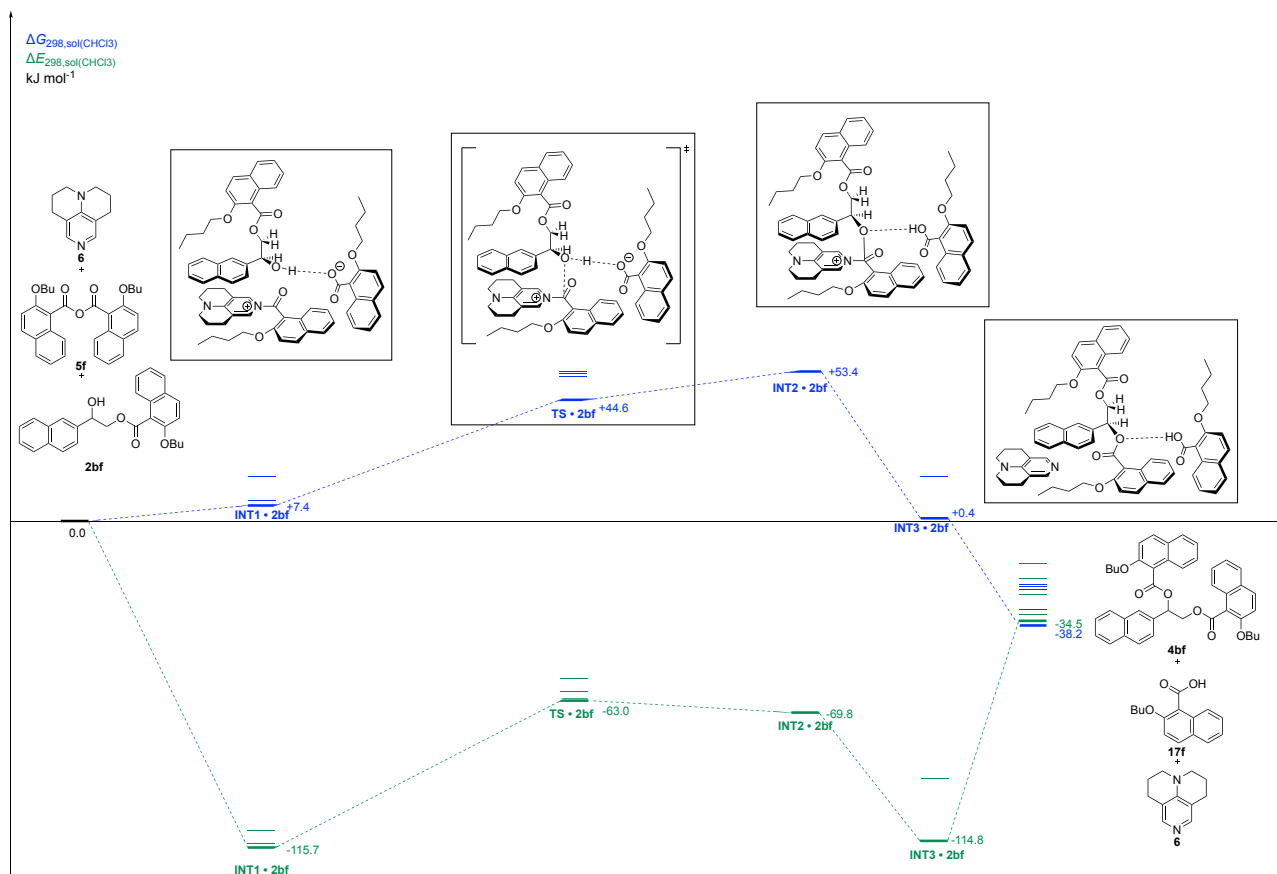 ΔG298,sol(CHCl3)
ΔE298,sol(CHCl3)
kJ mol-1
N
N
6
+
BuO
O
O
OBu
O
5f
+
OH
O
O
OBu
2bf
0.0
O
O
O
H
H
O
H
O
O
⊖
O
N
N
⊕
O
O
INT1 • 2bf
+7.4
‡
O
O
O
H
H
O
H
O
O
⊖
O
N
N
⊕
O
O
TS • 2bf
+44.6
O
O
O
H
H
O
HO
O
O
N
N
⊕
O
O
INT2 • 2bf
+53.4
O
O
O
H
H
O
HO
O
O
O
N
N
O
INT3 • 2bf
+0.4
INT1 • 2bf
-115.7
TS • 2bf
-63.0
INT2 • 2bf
-69.8
INT3 • 2bf
-114.8
-34.5
-38.2
BuO
O
O
O
O
OBu
4bf
+
O
OH
BuO
17f
+
N
N
6